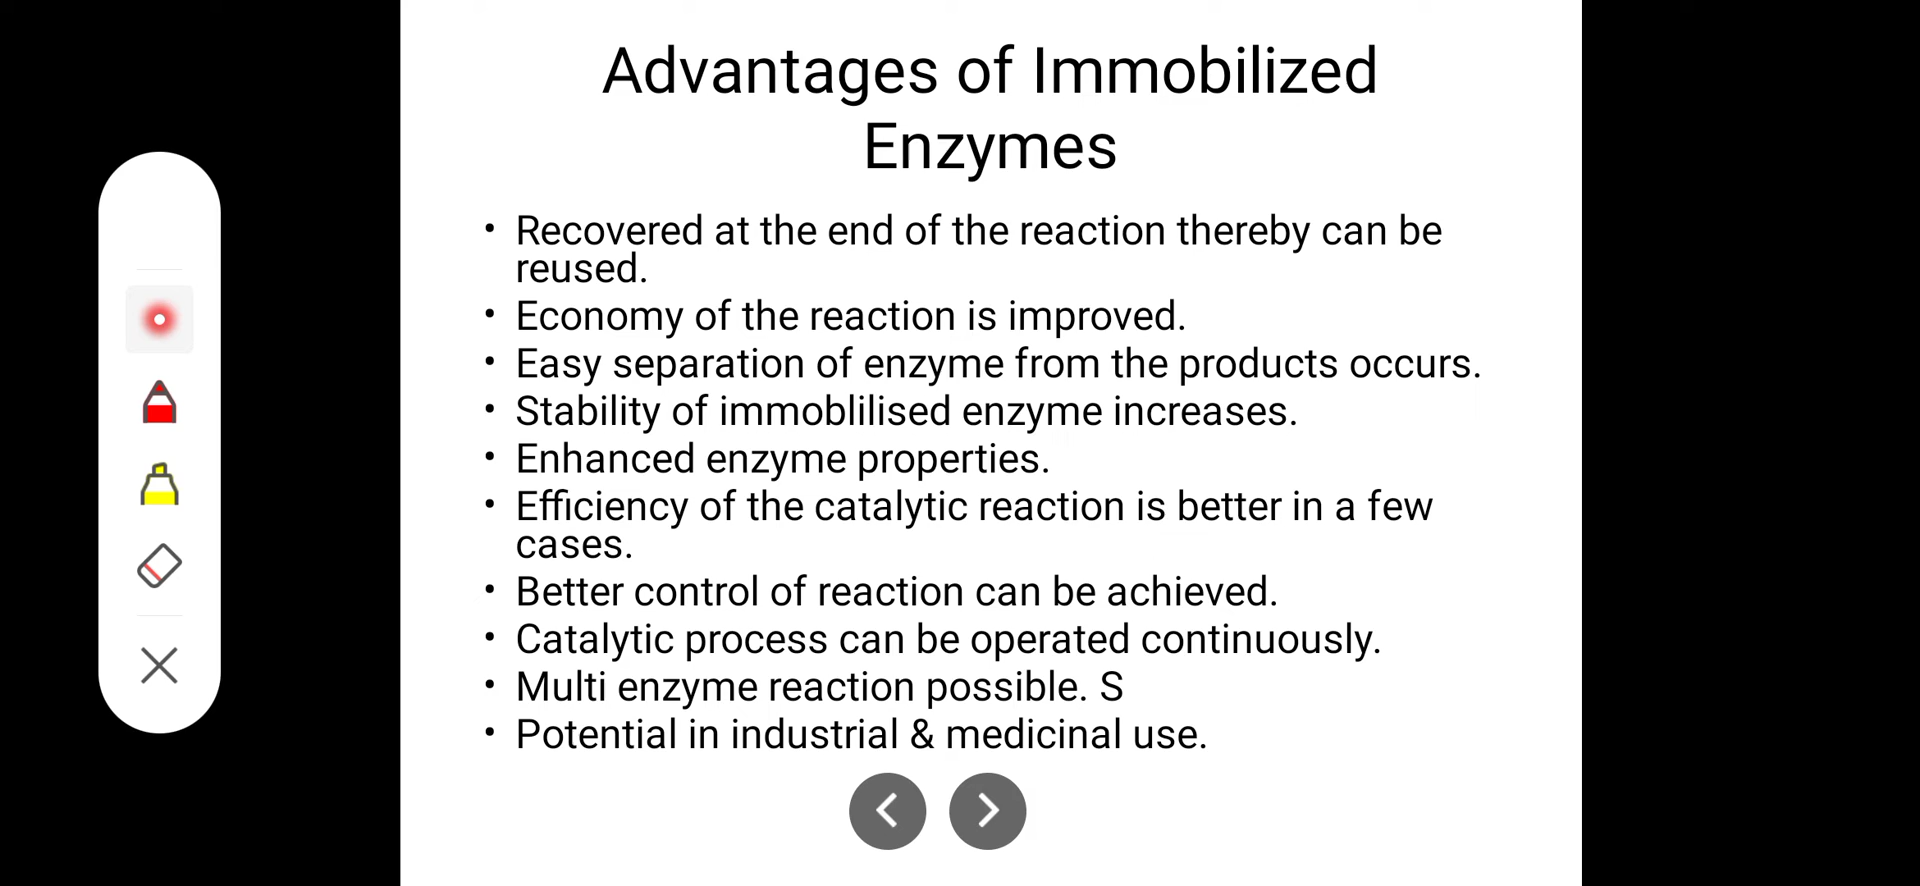 Advantages of Immobilized
Enzymes
• Recovered at the end of the reaction thereby can be
reused.
• Economy of the reaction is improved.
• Easy separation of enzyme from the products occurs.
• Stability of immoblilised enzyme increases.
• Enhanced enzyme properties.
• Efficiency of the catalytic reaction is better in a few
cases.
• Better control of reaction can be achieved.
• Catalytic process can be operated continuously.
• Multi enzyme reaction possible. S
• Potential in industrial & medicinal use.